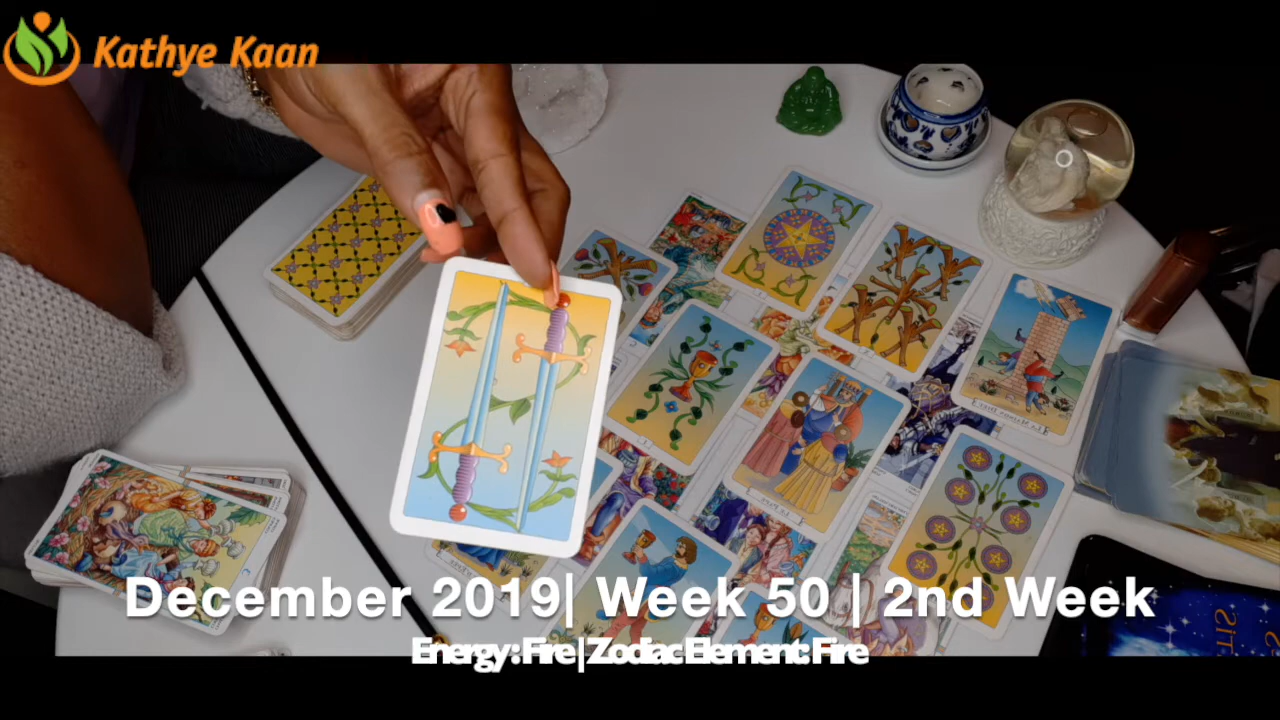 Kathye Kaan
December 2019| Week 50 | 2nd Week
Energy: Fire | Zodiac Element: Fire